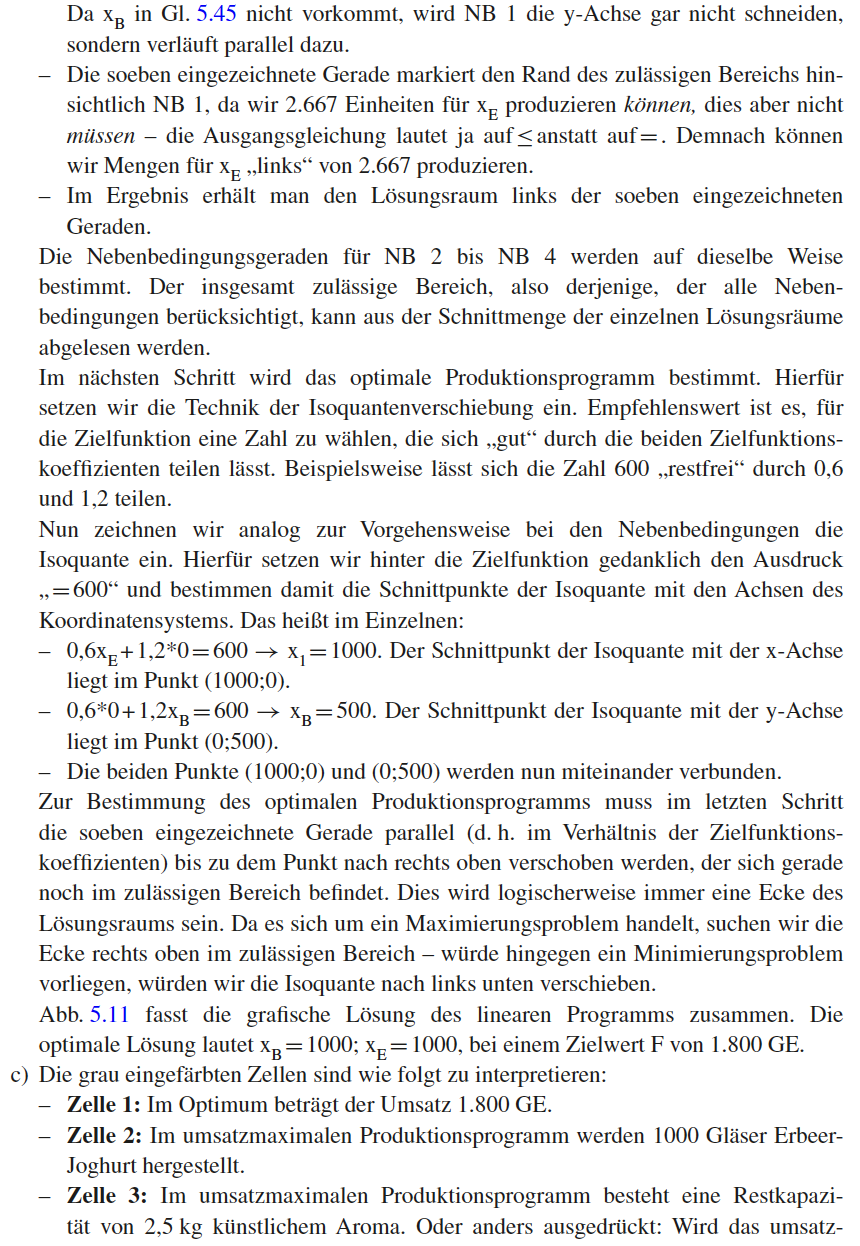 Da x_B in Gl. 5.45 nicht vorkommt, wird NB 1 die y-Achse gar nicht schneiden,
sondern verläuft parallel dazu.
– Die soeben eingezeichnete Gerade markiert den Rand des zulässigen Bereichs hin-
sichtlich NB 1, da wir 2.667 Einheiten für x_E produzieren können, dies aber nicht
müssen – die Ausgangsgleichung lautet ja auf ≤ anstatt auf =. Demnach können
wir Mengen für x_E „links“ von 2.667 produzieren.
– Im Ergebnis erhält man den Lösungsraum links der soeben eingezeichneten
Geraden.
Die Nebenbedingungsgeraden für NB 2 bis NB 4 werden auf dieselbe Weise
bestimmt. Der insgesamt zulässige Bereich, also derjenige, der alle Neben-
bedingungen berücksichtigt, kann aus der Schnittmenge der einzelnen Lösungsräume
abgelesen werden.
Im nächsten Schritt wird das optimale Produktionsprogramm bestimmt. Hierfür
setzen wir die Technik der Isoquantenverschiebung ein. Empfehlenswert ist es, für
die Zielfunktion eine Zahl zu wählen, die sich „gut“ durch die beiden Zielfunktions-
koeffizienten teilen lässt. Beispielsweise lässt sich die Zahl 600 „restfrei“ durch 0,6
und 1,2 teilen.
Nun zeichnen wir analog zur Vorgehensweise bei den Nebenbedingungen die
Isoquante ein. Hierfür setzen wir hinter die Zielfunktion gedanklich den Ausdruck
„= 600“ und bestimmen damit die Schnittpunkte der Isoquante mit den Achsen des
Koordinatensystems. Das heißt im Einzelnen:
– 0,6x_E + 1,2*0 = 600 → x_1 = 1000. Der Schnittpunkt der Isoquante mit der x-Achse
liegt im Punkt (1000;0).
– 0,6*0 + 1,2x_B = 600 → x_B = 500. Der Schnittpunkt der Isoquante mit der y-Achse
liegt im Punkt (0;500).
– Die beiden Punkte (1000;0) und (0;500) werden nun miteinander verbunden.
Zur Bestimmung des optimalen Produktionsprogramms muss im letzten Schritt
die soeben eingezeichnete Gerade parallel (d. h. im Verhältnis der Zielfunktions-
koeffizienten) bis zu dem Punkt nach rechts oben verschoben werden, der sich gerade
noch im zulässigen Bereich befindet. Dies wird logischerweise immer eine Ecke des
Lösungsraums sein. Da es sich um ein Maximierungsproblem handelt, suchen wir die
Ecke rechts oben im zulässigen Bereich – würde hingegen ein Minimierungsproblem
vorliegen, würden wir die Isoquante nach links unten verschieben.
Abb. 5.11 fasst die grafische Lösung des linearen Programms zusammen. Die
optimale Lösung lautet x_B = 1000; x_E = 1000, bei einem Zielwert F von 1.800 GE.
c) Die grau eingefärbten Zellen sind wie folgt zu interpretieren:
– Zelle 1: Im Optimum beträgt der Umsatz 1.800 GE.
– Zelle 2: Im umsatzmaximalen Produktionsprogramm werden 1000 Gläser Erbeer-
Joghurt hergestellt.
– Zelle 3: Im umsatzmaximalen Produktionsprogramm besteht eine Restkapazi-
tät von 2,5 kg künstlichem Aroma. Oder anders ausgedrückt: Wird das umsatz-